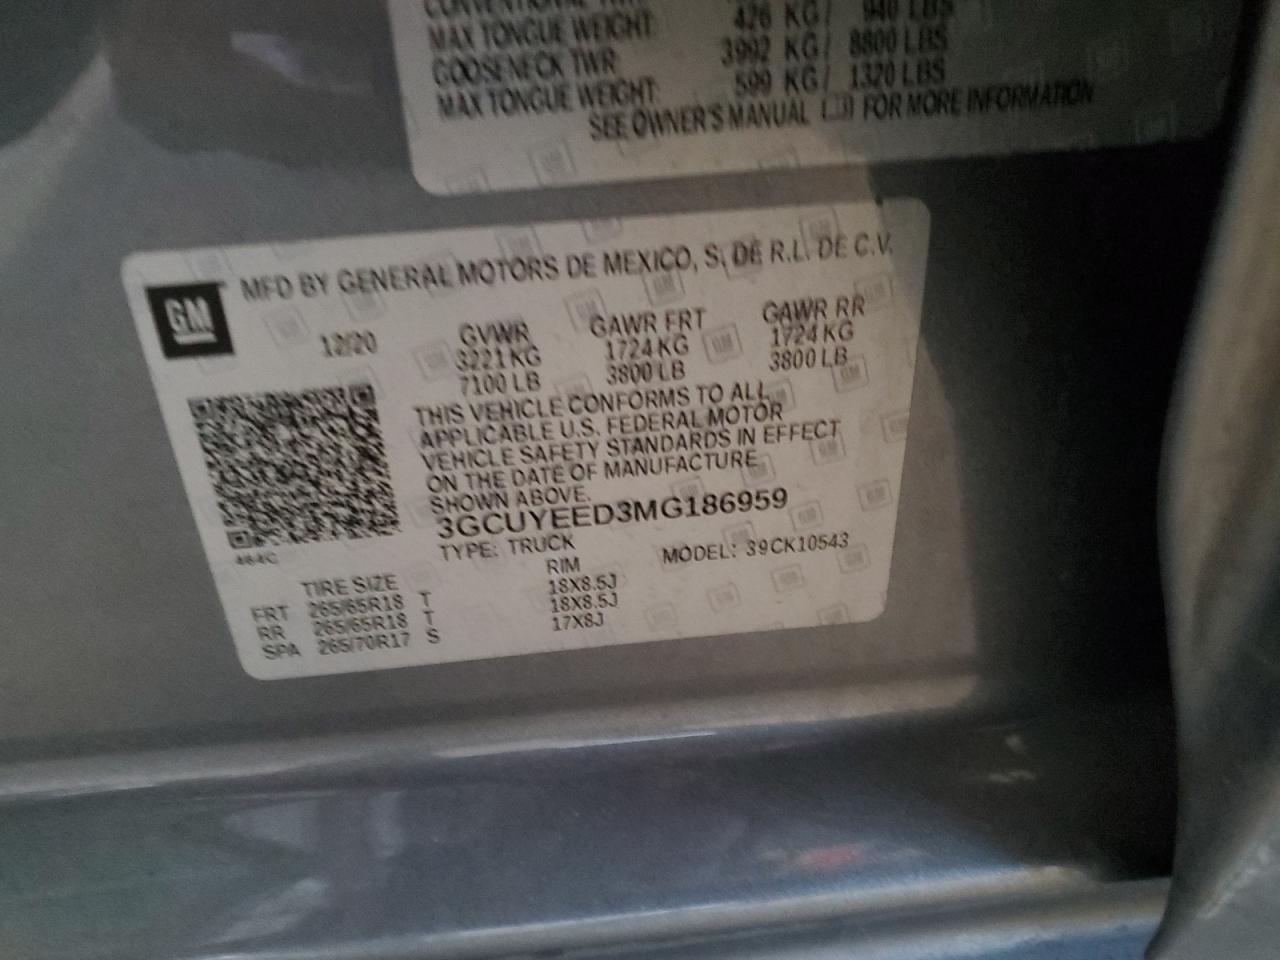 CONVENTIONAL TWR:
MAX TONGUE WEIGHT: 426 KG/ 940 LBS
GOOSENECK TWR: 3992 KG/ 8800 LBS
MAX TONGUE WEIGHT: 599 KG/ 1320 LBS
SEE OWNER'S MANUAL FOR MORE INFORMATION
GM MFD BY GENERAL MOTORS DE MEXICO, S. DE R.L. DE C.V.
12/20 GVWR GAWR FRT GAWR RR
3221 KG 1724 KG 1724 KG
7100 LB 3800 LB 3800 LB
THIS VEHICLE CONFORMS TO ALL
APPLICABLE U.S. FEDERAL MOTOR
VEHICLE SAFETY STANDARDS IN EFFECT
ON THE DATE OF MANUFACTURE
SHOWN ABOVE.
3GCUYEED3MG186959
464C
TYPE: TRUCK MODEL: 39CK10543
TIRE SIZE RIM
FRT 265/65R18 T 18X8.5J
RR 265/65R18 T 18X8.5J
SPA 265/70R17 S 17X8J